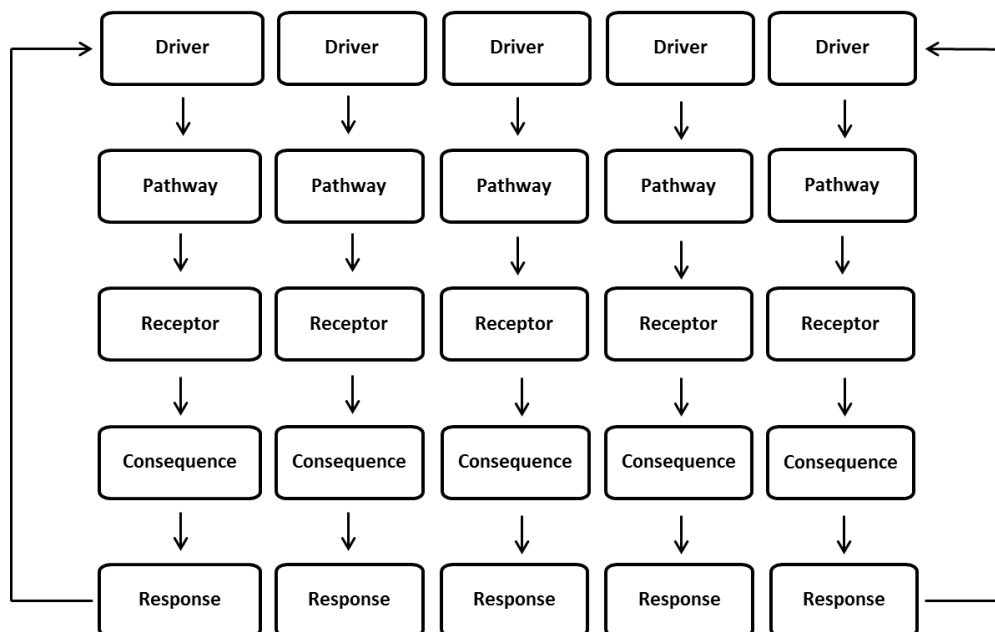 Driver Driver Driver Driver Driver
Pathway Pathway Pathway Pathway Pathway
Receptor Receptor Receptor Receptor Receptor
Consequence Consequence Consequence Consequence Consequence
Response Response Response Response Response